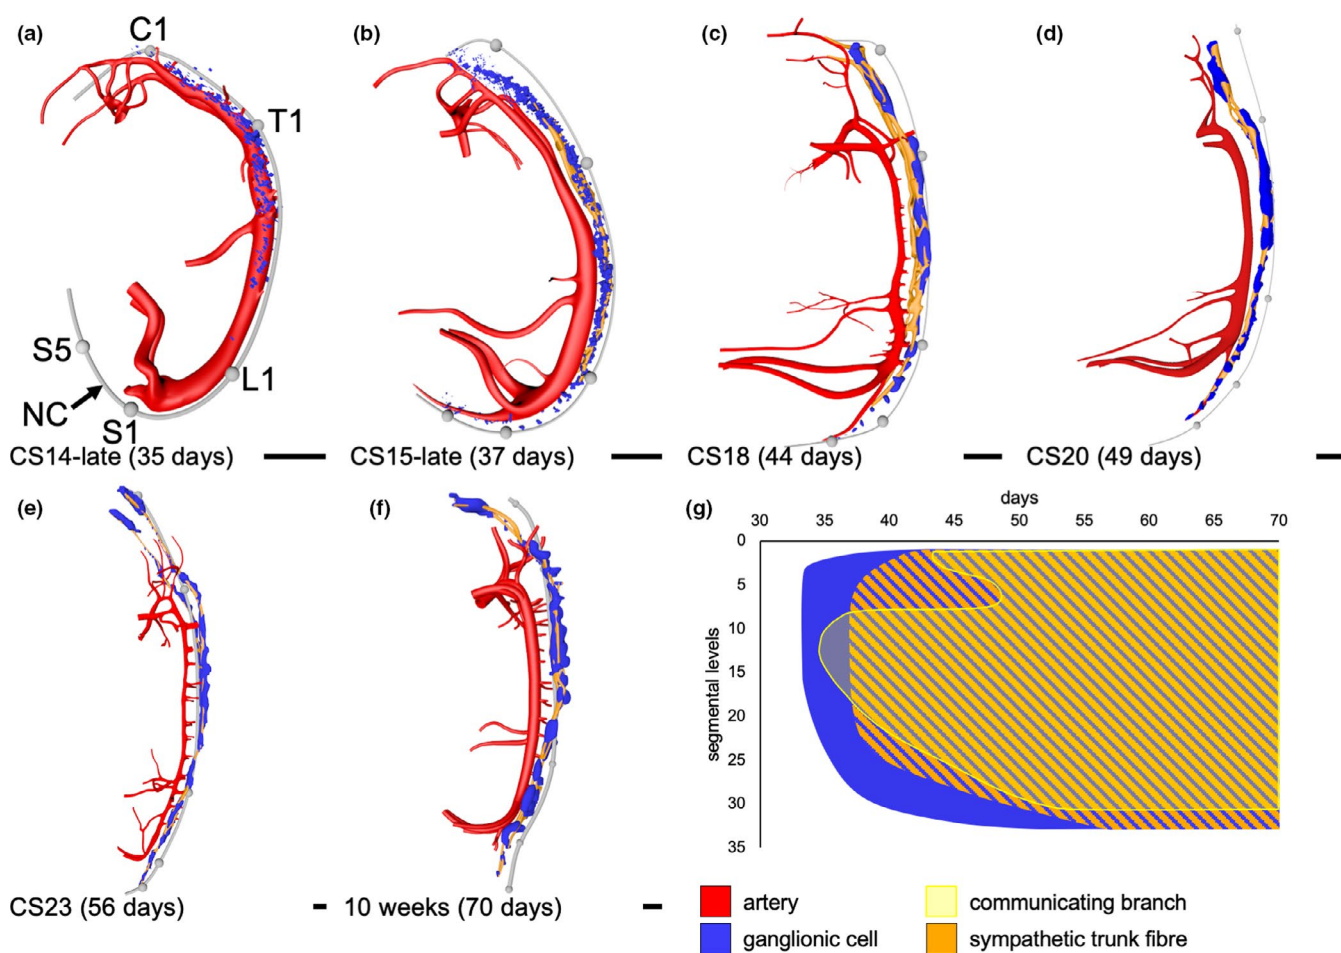 (a)
C1
T1
S5
NC
S1
L1
CS14-late (35 days)
(b)
CS15-late (37 days)
(c)
CS18 (44 days)
(d)
CS20 (49 days)
(e)
CS23 (56 days)
(f)
10 weeks (70 days)
(g)
days
30 35 40 45 50 55 60 65 70
segmental levels
0
5
10
15
20
25
30
35
artery
communicating branch
ganglionic cell
sympathetic trunk fibre